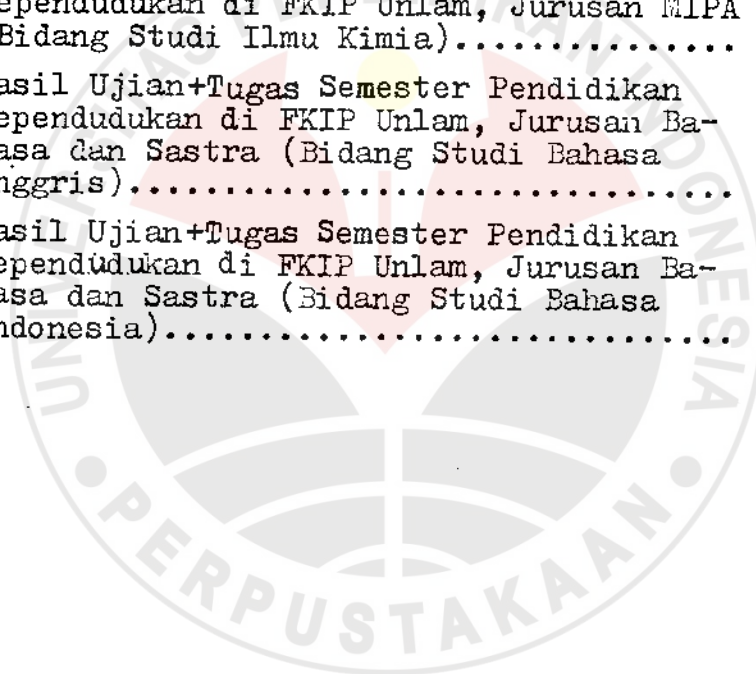 ependudukan di FKIP Unlam, Jurusan MIPA
Bidang Studi Ilmu Kimia)...............
asil Ujian+Tugas Semester Pendidikan
ependudukan di FKIP Unlam, Jurusan Ba-
asa dan Sastra (Bidang Studi Bahasa
nggris)................................
asil Ujian+Tugas Semester Pendidikan
ependudukan di FKIP Unlam, Jurusan Ba-
asa dan Sastra (Bidang Studi Bahasa
ndonesia)..............................
PERPUSTAKAAN